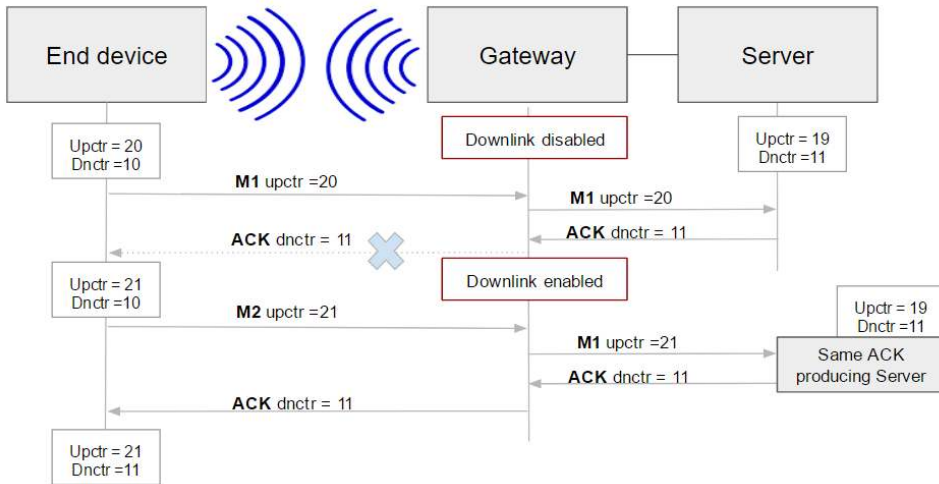 End device
Gateway
Server
Upctr = 20
Dnctr =10
Downlink disabled
Upctr = 19
Dnctr =11
M1 upctr =20
M1 upctr =20
ACK dnctr = 11
ACK dnctr = 11
Upctr = 21
Dnctr =10
Downlink enabled
M2 upctr =21
Upctr = 19
Dnctr =11
M1 upctr =21
Same ACK
producing Server
ACK dnctr = 11
ACK dnctr = 11
Upctr = 21
Dnctr =11